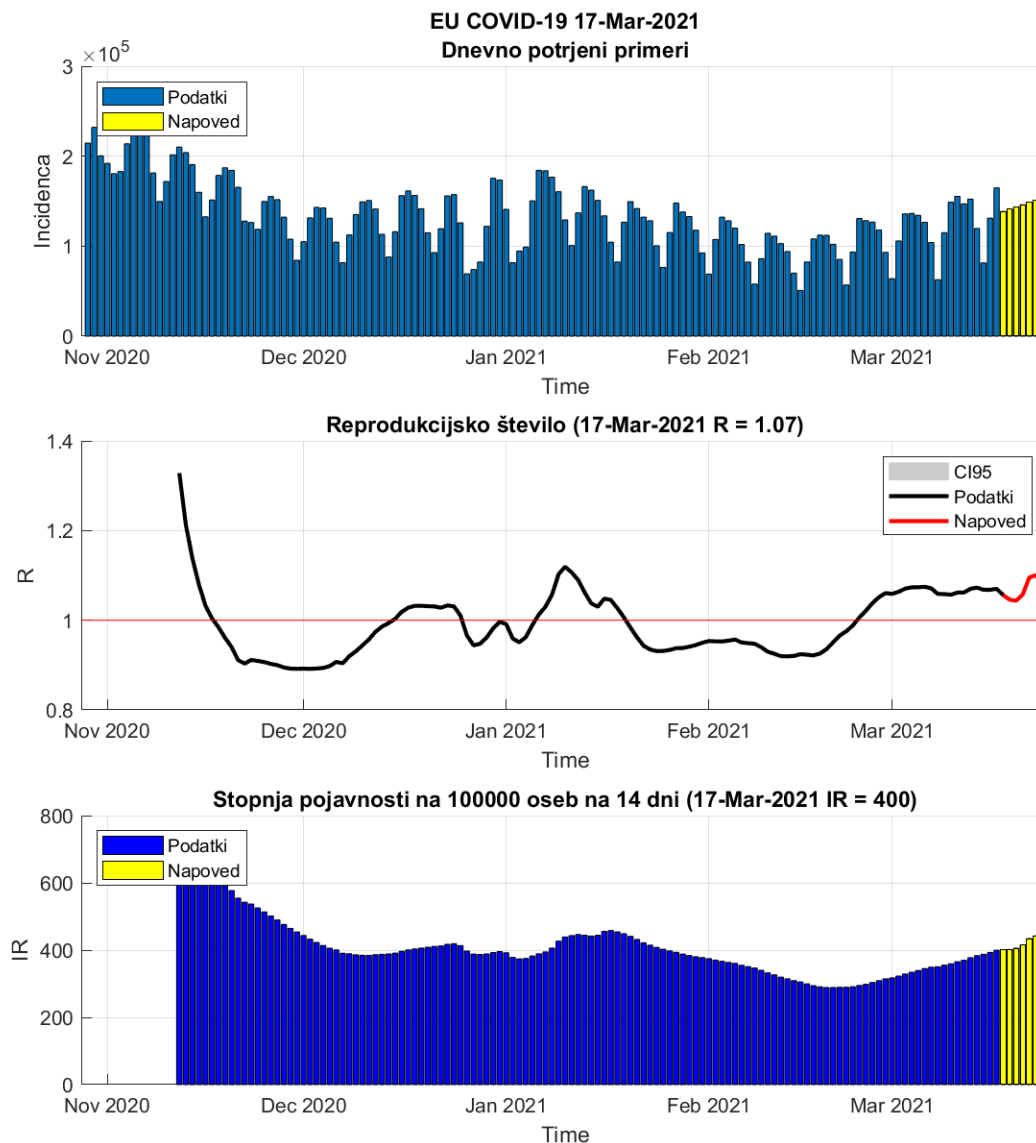 EU COVID-19 17-Mar-2021
Dnevno potrjeni primeri
×10⁵
3
2
1
0
Incidenca
Podatki
Napoved
Nov 2020
Dec 2020
Jan 2021
Feb 2021
Mar 2021
Time
Reprodukcijsko število (17-Mar-2021 R = 1.07)
1.4
1.2
1
0.8
R
CI95
Podatki
Napoved
Nov 2020
Dec 2020
Jan 2021
Feb 2021
Mar 2021
Time
Stopnja pojavnosti na 100000 oseb na 14 dni (17-Mar-2021 IR = 400)
800
600
400
200
0
IR
Podatki
Napoved
Nov 2020
Dec 2020
Jan 2021
Feb 2021
Mar 2021
Time